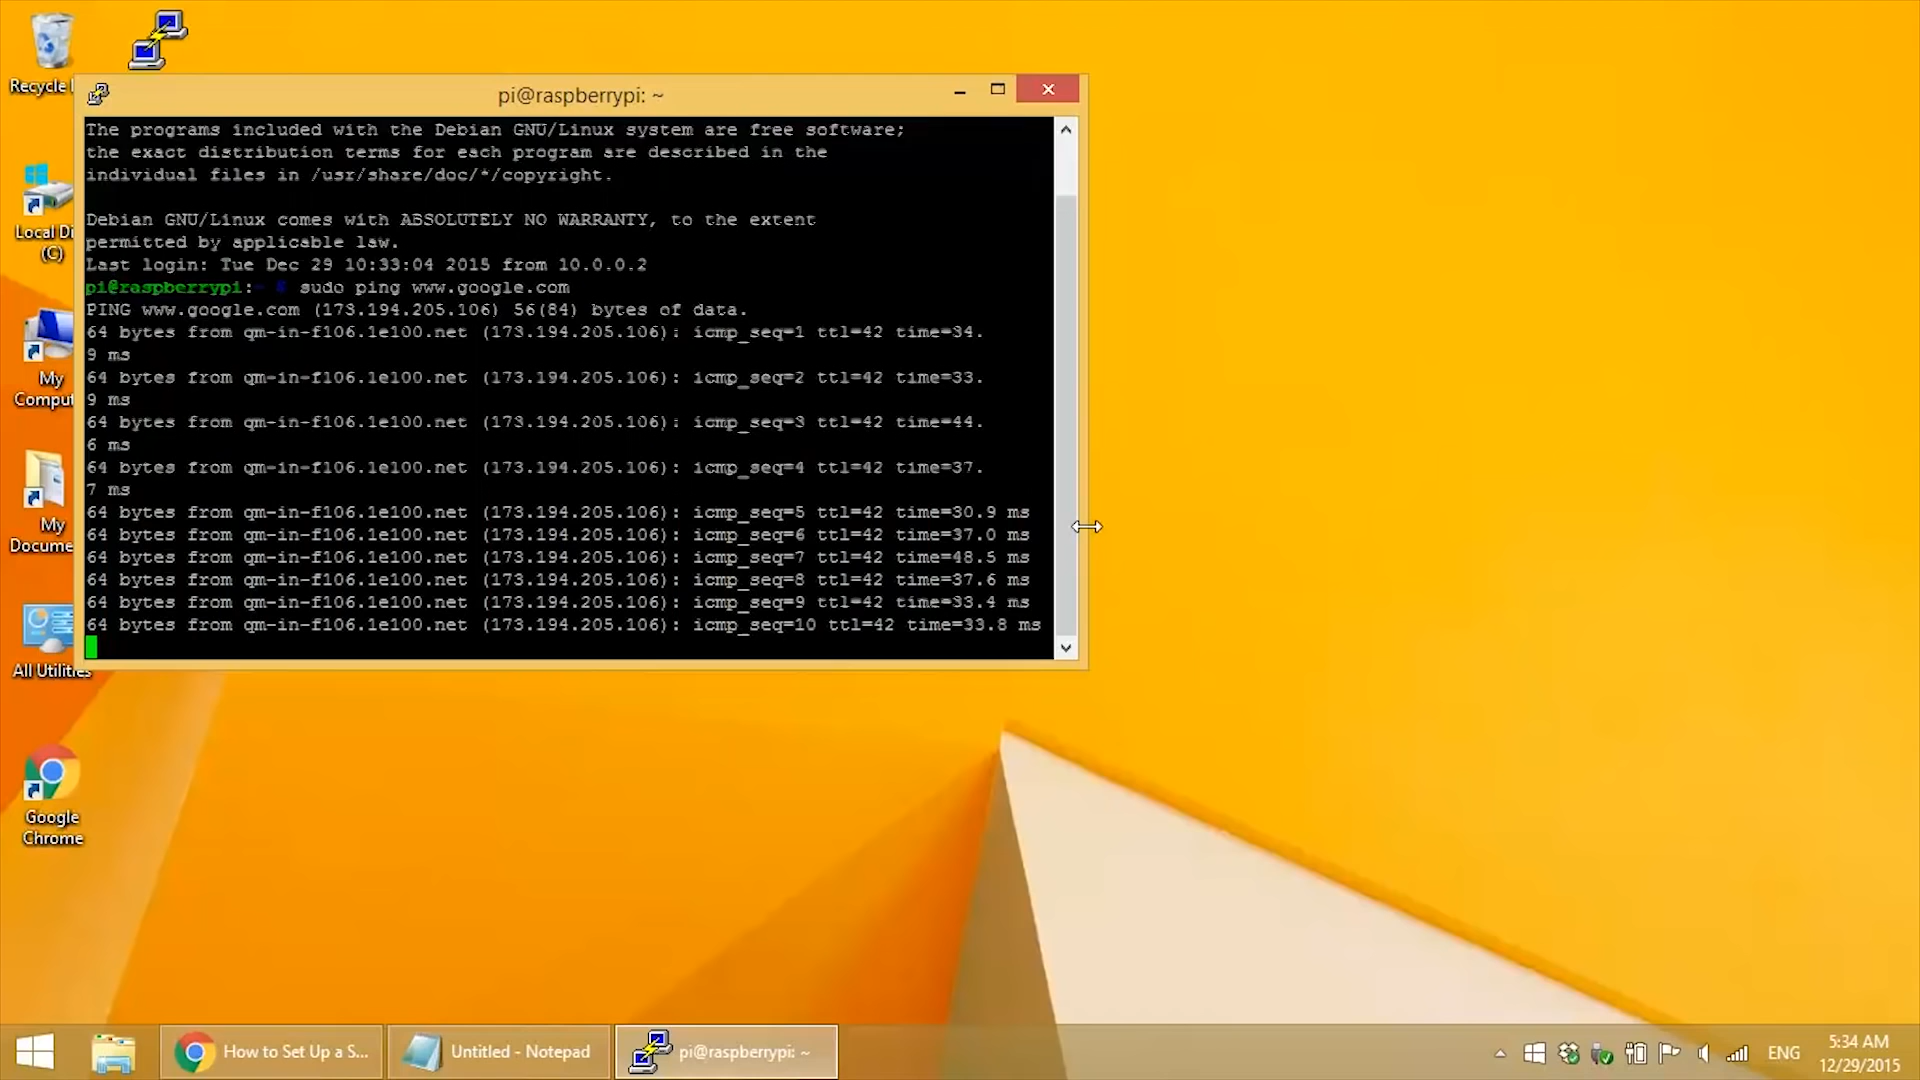 Recycle
pi@raspberrypi: ~
The programs included with the Debian GNU/Linux system are free software;
the exact distribution terms for each program are described in the
individual files in /usr/share/doc/*/copyright.
Debian GNU/Linux comes with ABSOLUTELY NO WARRANTY, to the extent
permitted by applicable law.
Last login: Tue Dec 29 10:33:04 2015 from 10.0.0.2
pi@raspberrypi:~ # sudo ping www.google.com
PING www.google.com (173.194.205.106) 56(84) bytes of data.
64 bytes from qm-in-f106.1e100.net (173.194.205.106): icmp_seq=1 ttl=42 time=34.
9 ms
64 bytes from qm-in-f106.1e100.net (173.194.205.106): icmp_seq=2 ttl=42 time=33.
9 ms
64 bytes from qm-in-f106.1e100.net (173.194.205.106): icmp_seq=3 ttl=42 time=44.
6 ms
64 bytes from qm-in-f106.1e100.net (173.194.205.106): icmp_seq=4 ttl=42 time=37.
7 ms
64 bytes from qm-in-f106.1e100.net (173.194.205.106): icmp_seq=5 ttl=42 time=30.9 ms
64 bytes from qm-in-f106.1e100.net (173.194.205.106): icmp_seq=6 ttl=42 time=37.0 ms
64 bytes from qm-in-f106.1e100.net (173.194.205.106): icmp_seq=7 ttl=42 time=48.5 ms
64 bytes from qm-in-f106.1e100.net (173.194.205.106): icmp_seq=8 ttl=42 time=37.6 ms
64 bytes from qm-in-f106.1e100.net (173.194.205.106): icmp_seq=9 ttl=42 time=33.4 ms
64 bytes from qm-in-f106.1e100.net (173.194.205.106): icmp_seq=10 ttl=42 time=33.8 ms
Local Di
(C)
My
Comput
My
Docume
All Utilities
Google
Chrome
How to Set Up a S...
Untitled - Notepad
pi@raspberrypi: ~
ENG
5:34 AM
12/29/2015